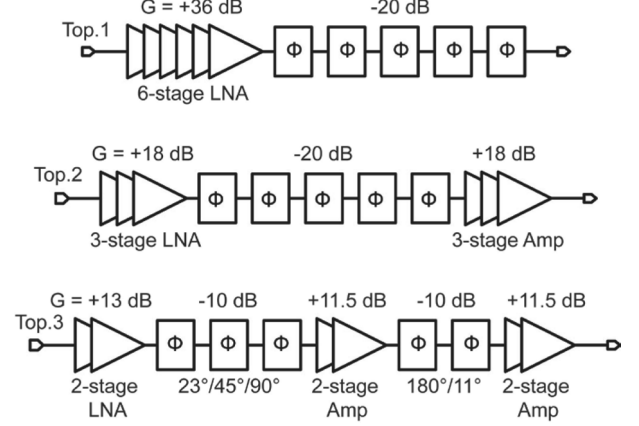 G = +36 dB -20 dB
Top.1
Φ Φ Φ Φ Φ
6-stage LNA
G = +18 dB -20 dB +18 dB
Top.2
Φ Φ Φ Φ Φ
3-stage LNA 3-stage Amp
G = +13 dB -10 dB +11.5 dB -10 dB +11.5 dB
Top.3
Φ Φ Φ Φ Φ
2-stage 23°/45°/90° 2-stage 180°/11° 2-stage
LNA Amp Amp